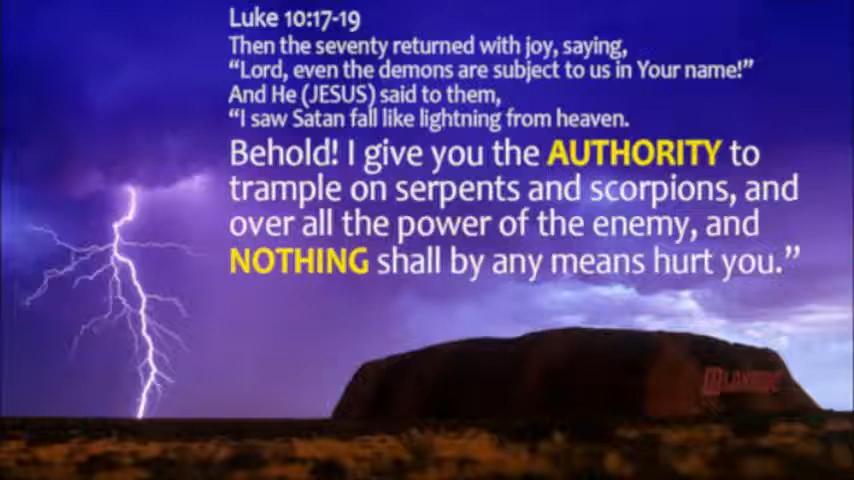 Luke 10:17-19
Then the seventy returned with joy, saying,
“Lord, even the demons are subject to us in Your name!”
And He (JESUS) said to them,
“I saw Satan fall like lightning from heaven.
Behold! I give you the AUTHORITY to
trample on serpents and scorpions, and
over all the power of the enemy, and
NOTHING shall by any means hurt you.”